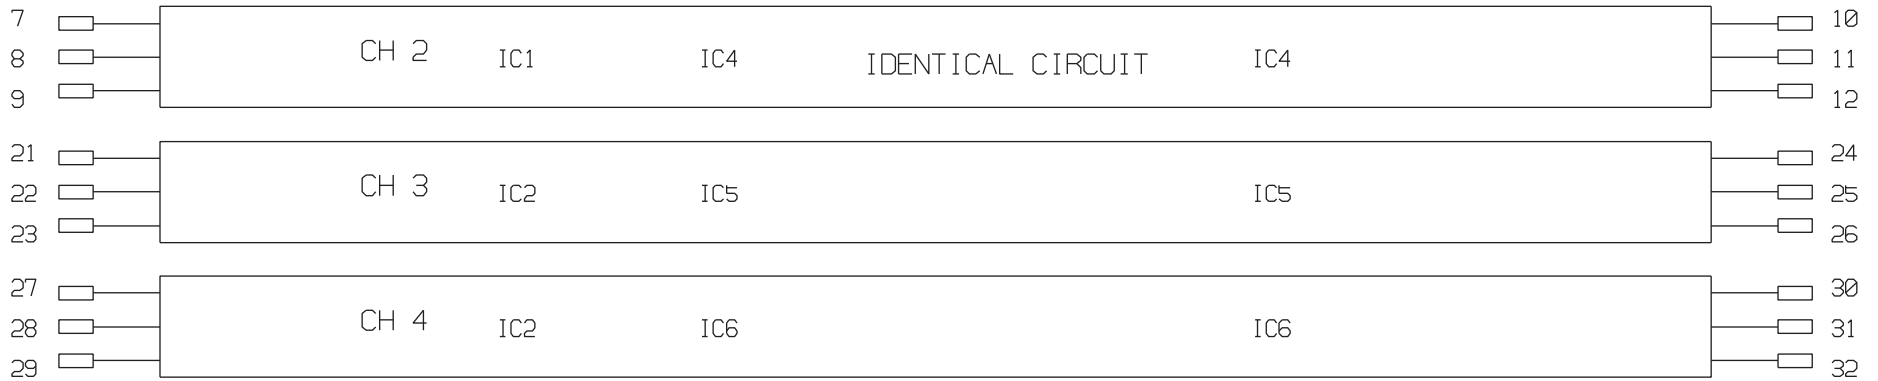 7 10
8 CH 2 IC1 IC4 IDENTICAL CIRCUIT IC4 11
9 12
21 24
22 CH 3 IC2 IC5 IC5 25
23 26
27 30
28 CH 4 IC2 IC6 IC6 31
29 32